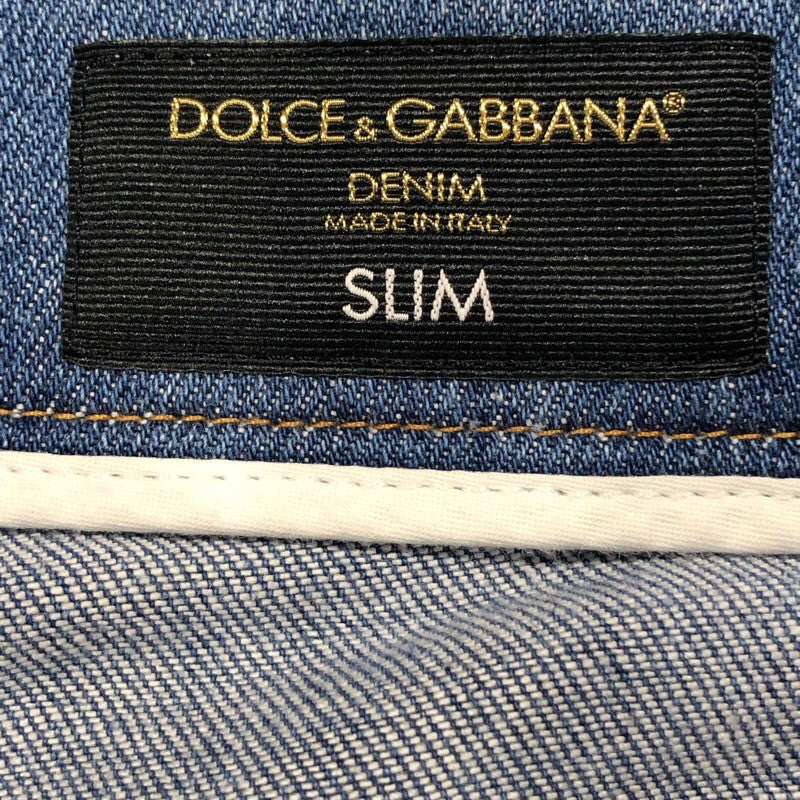 DOLCE & GABBANA®
DENIM
MADE IN ITALY
SLIM